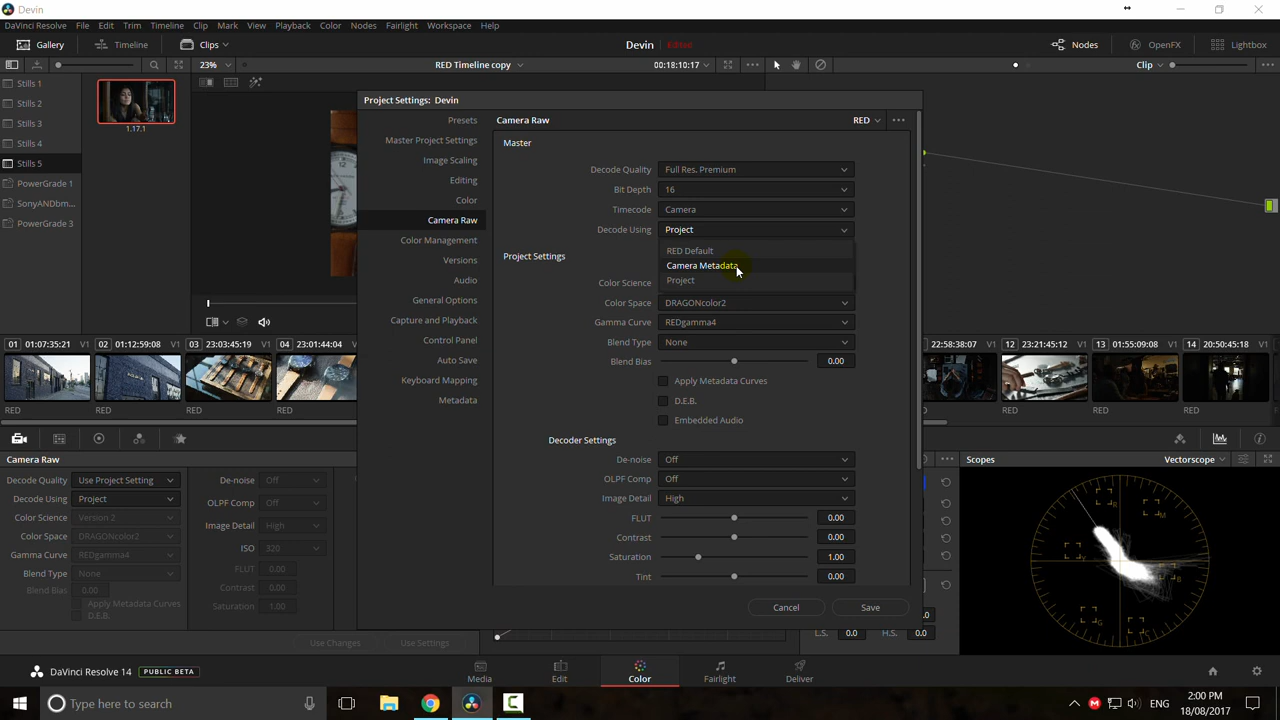 Devin
DaVinci Resolve File Edit Trim Timeline Clip Mark View Playback Color Nodes Fairlight Workspace Help
Gallery Timeline Clips Devin Edited Nodes OpenFX Lightbox
23% RED Timeline copy 00:18:10:17 Clip
Stills 1
Stills 2
Stills 3
Stills 4
Stills 5
PowerGrade 1
SonyANDbm...
PowerGrade 3
1.17.1
Project Settings: Devin
Presets
Master Project Settings
Image Scaling
Editing
Color
Camera Raw
Color Management
Versions
Audio
General Options
Capture and Playback
Control Panel
Auto Save
Keyboard Mapping
Metadata
Camera Raw RED
Master
Decode Quality Full Res. Premium
Bit Depth 16
Timecode Camera
Decode Using Project
RED Default
Camera Metadata
Project
Project Settings
Color Science
Color Space DRAGONcolor2
Gamma Curve REDgamma4
Blend Type None
Blend Bias 0.00
Apply Metadata Curves
D.E.B.
Embedded Audio
Decoder Settings
De-noise Off
OLPF Comp Off
Image Detail High
FLUT 0.00
Contrast 0.00
Saturation 1.00
Tint 0.00
Cancel Save
01 01:07:35:21 V1 02 01:12:59:08 V1 03 23:03:45:19 V1 04 23:01:44:04
22:58:38:07 V1 12 23:21:45:12 V1 13 01:55:09:08 V1 14 20:50:45:18 V1
RED RED RED RED RED RED RED
Camera Raw
Decode Quality Use Project Setting
Decode Using Project
Color Science Version 2
Color Space DRAGONcolor2
Gamma Curve REDgamma4
Blend Type None
Blend Bias 0.00
Apply Metadata Curves
D.E.B.
De-noise Off
OLPF Comp Off
Image Detail High
ISO 320
FLUT 0.00
Contrast 0.00
Saturation 1.00
Use Changes Use Settings
L.S. 0.0 H.S. 0.0
Scopes Vectorscope
R
M
Y
B
G
DaVinci Resolve 14 PUBLIC BETA
Media Edit Color Fairlight Deliver
Type here to search
ENG 2:00 PM
18/08/2017